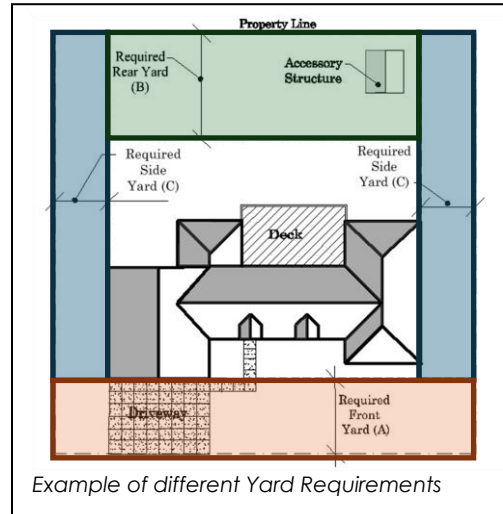 Property Line
Required
Rear Yard
(B)
Accessory
Structure
Required
Side
Yard (C)
Required
Side
Yard (C)
Deck
Driveway
Required
Front
Yard (A)
Example of different Yard Requirements